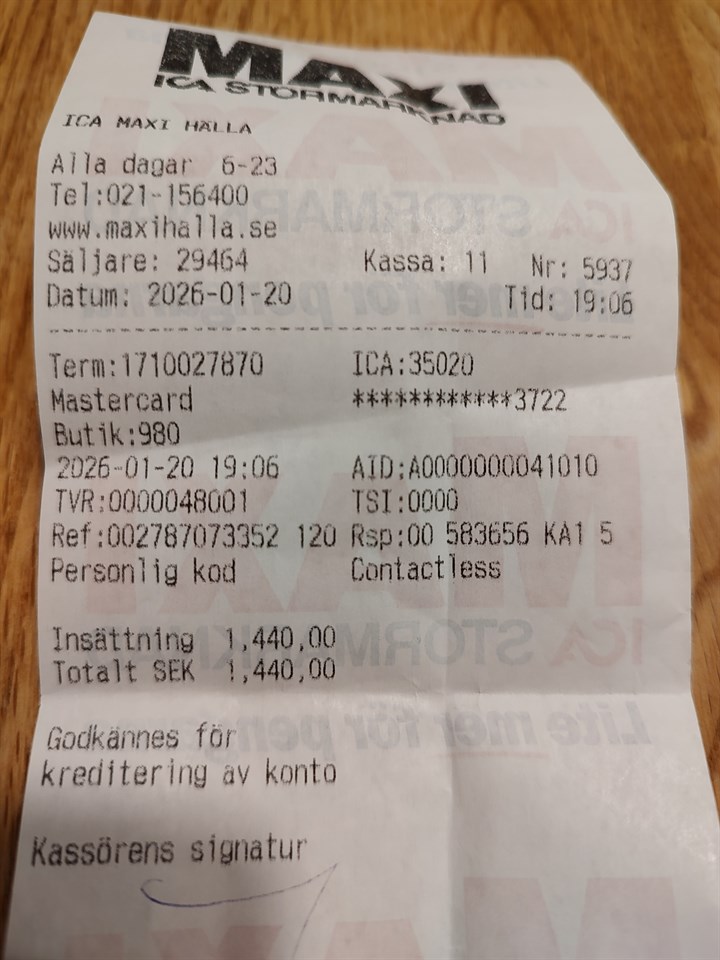 MAXI
ICA STORMARKNAD
ICA MAXI HÄLLA
Alla dagar 6-23
Tel:021-156400
www.maxihalla.se
Säljare: 29464 Kassa: 11 Nr: 5937
Datum: 2026-01-20 Tid: 19:06
Term:1710027870 ICA:35020
Mastercard ************3722
Butik:980
2026-01-20 19:06 AID:A0000000041010
TVR:0000048001 TSI:0000
Ref:002787073352 120 Rsp:00 583656 KA1 5
Personlig kod Contactless
Insättning 1,440,00
Totalt SEK 1,440,00
Godkännes för
kreditering av konto
Kassörens signatur